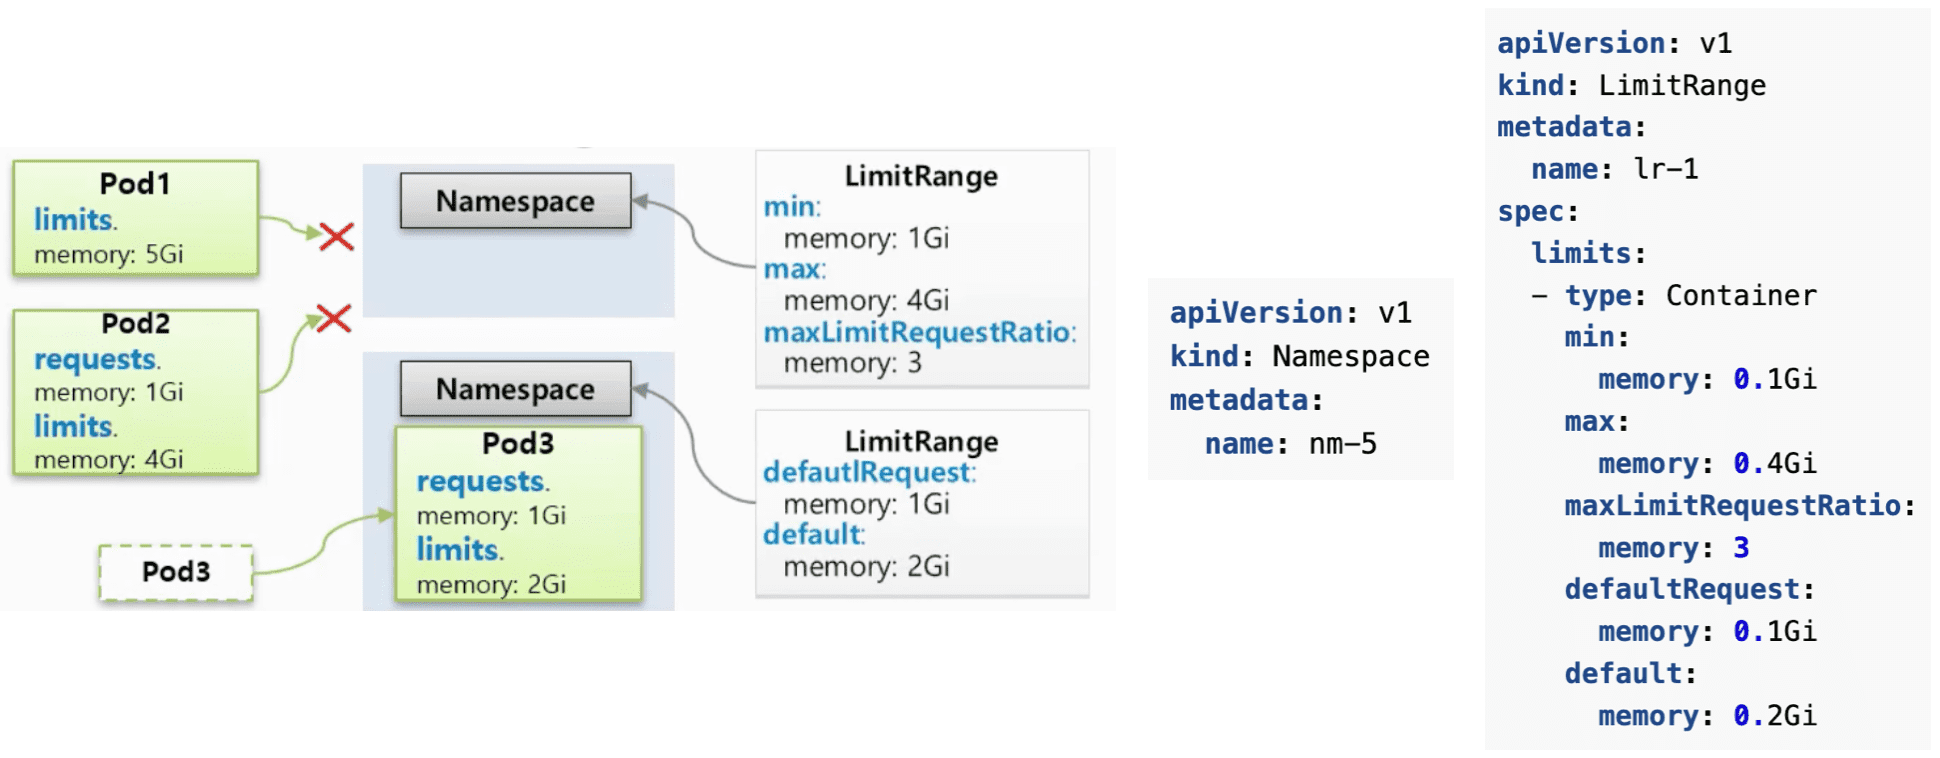 Pod1
limits.
memory: 5Gi
Pod2
requests.
memory: 1Gi
limits.
memory: 4Gi
Pod3
Namespace
Namespace
Pod3
requests.
memory: 1Gi
limits.
memory: 2Gi
LimitRange
min:
memory: 1Gi
max:
memory: 4Gi
maxLimitRequestRatio:
memory: 3
LimitRange
defautlRequest:
memory: 1Gi
default:
memory: 2Gi
apiVersion: v1
kind: Namespace
metadata:
name: nm-5
apiVersion: v1
kind: LimitRange
metadata:
name: lr-1
spec:
limits:
- type: Container
min:
memory: 0.1Gi
max:
memory: 0.4Gi
maxLimitRequestRatio:
memory: 3
defaultRequest:
memory: 0.1Gi
default:
memory: 0.2Gi